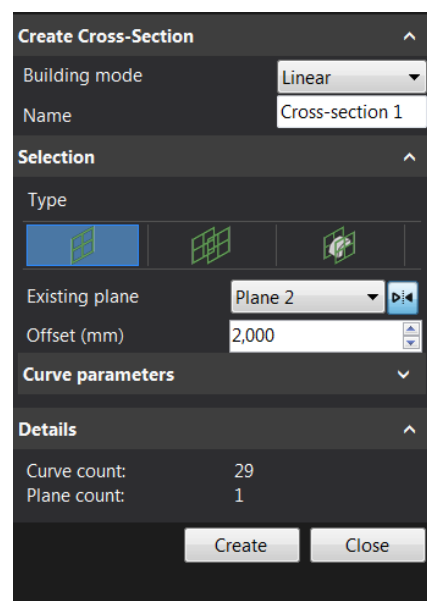 Create Cross-Section
Building mode Linear
Name Cross-section 1
Selection
Type
Existing plane Plane 2
Offset (mm) 2,000
Curve parameters
Details
Curve count: 29
Plane count: 1
Create Close